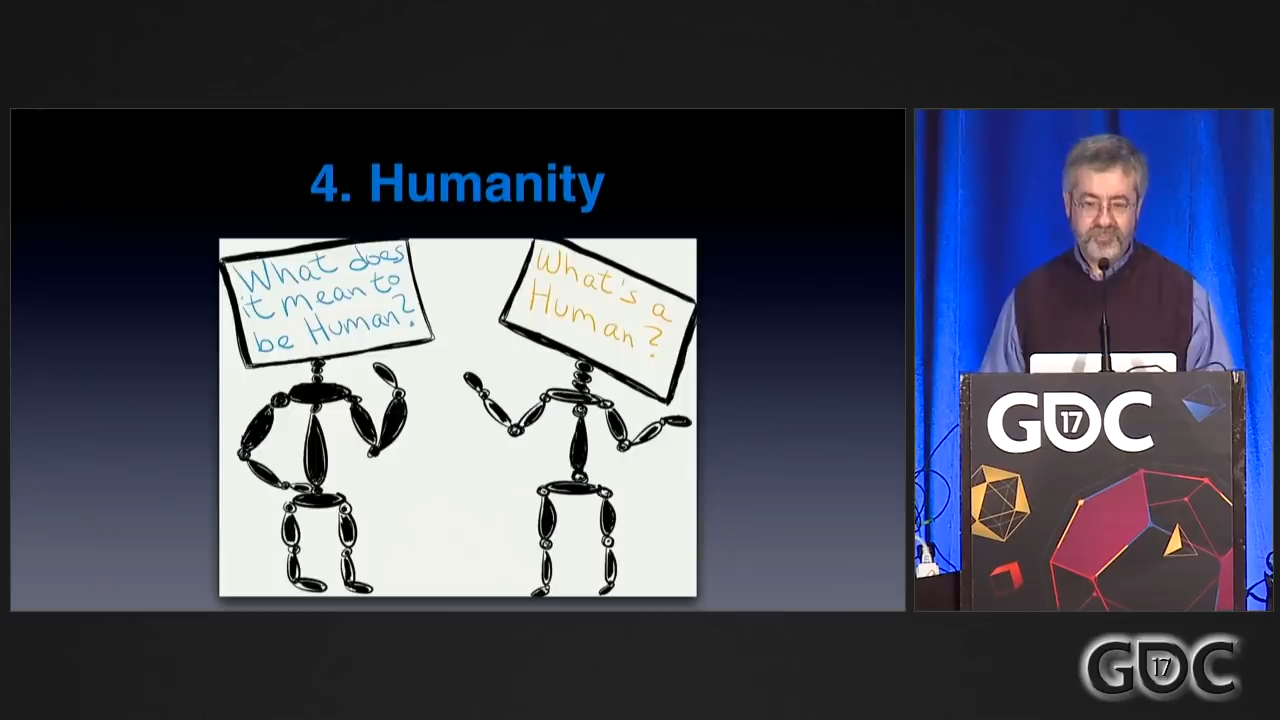 4. Humanity
What does
it mean to
be Human?
What's a
Human?
GDC
17
GDC
17